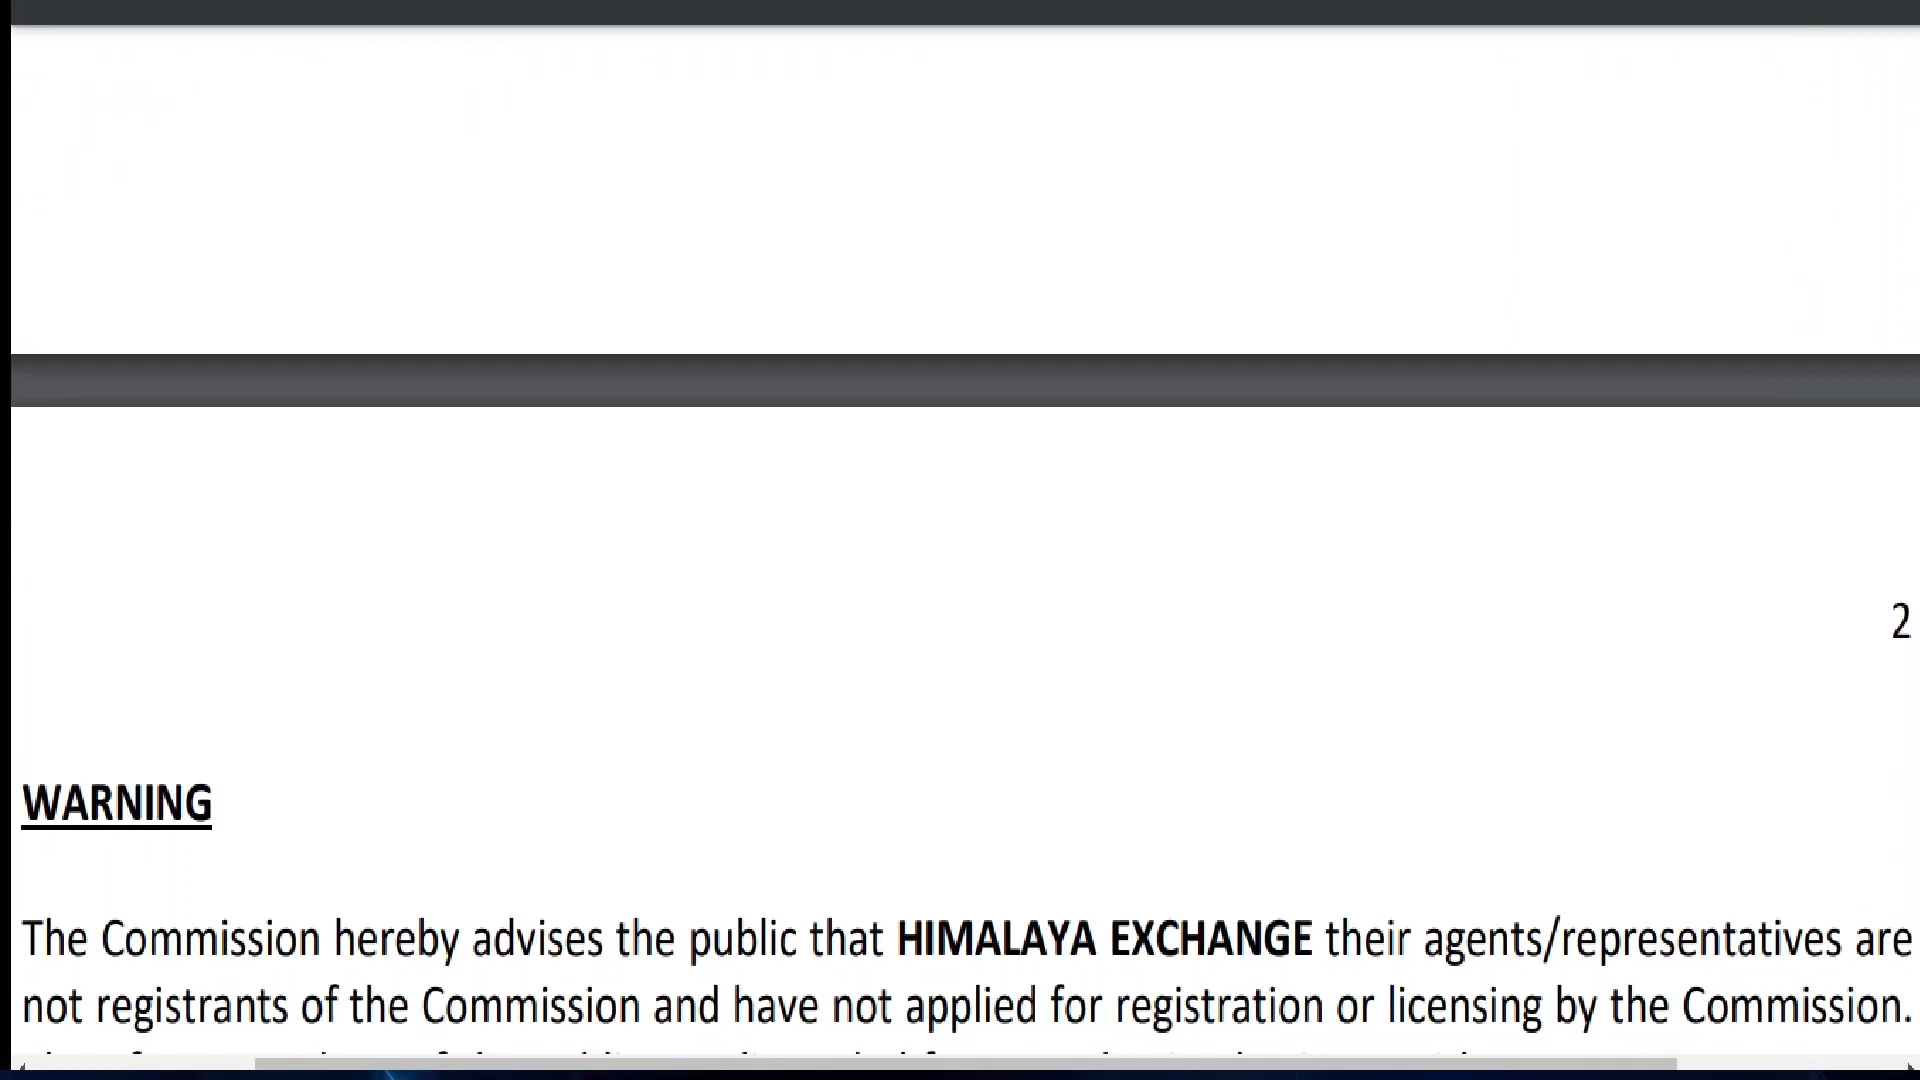 2
WARNING
The Commission hereby advises the public that HIMALAYA EXCHANGE their agents/representatives are
not registrants of the Commission and have not applied for registration or licensing by the Commission.